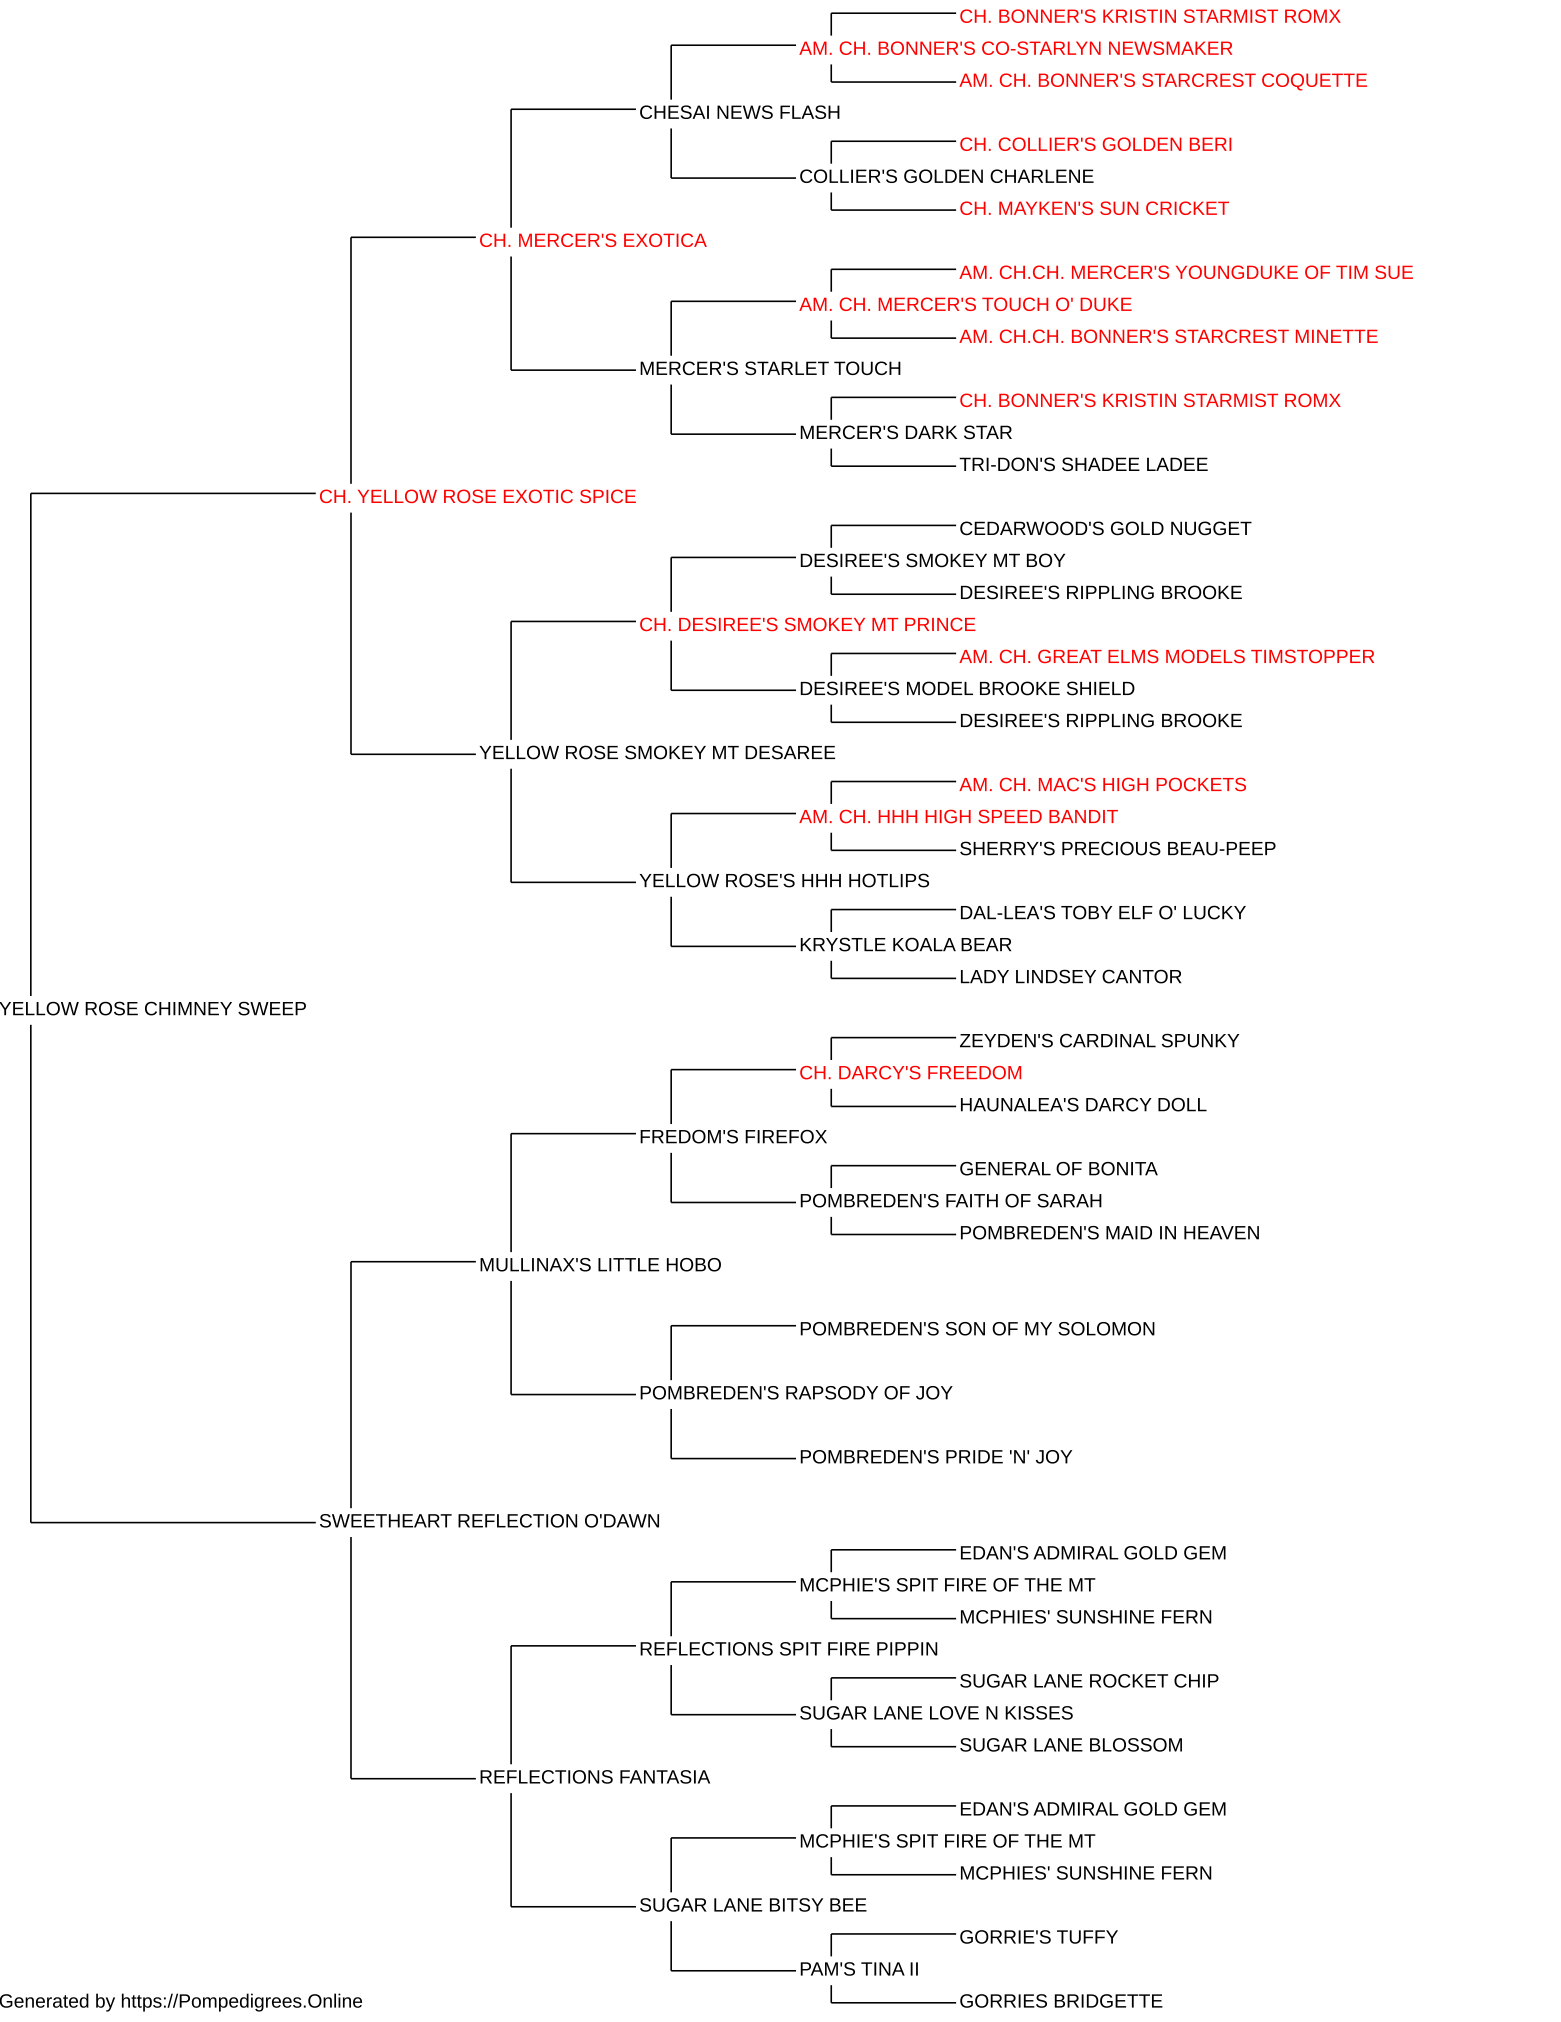 CH. BONNER'S KRISTIN STARMIST ROMX
AM. CH. BONNER'S CO-STARLYN NEWSMAKER
AM. CH. BONNER'S STARCREST COQUETTE
CHESAI NEWS FLASH
CH. COLLIER'S GOLDEN BERI
COLLIER'S GOLDEN CHARLENE
CH. MAYKEN'S SUN CRICKET
CH. MERCER'S EXOTICA
AM. CH.CH. MERCER'S YOUNGDUKE OF TIM SUE
AM. CH. MERCER'S TOUCH O' DUKE
AM. CH.CH. BONNER'S STARCREST MINETTE
MERCER'S STARLET TOUCH
CH. BONNER'S KRISTIN STARMIST ROMX
MERCER'S DARK STAR
TRI-DON'S SHADEE LADEE
CH. YELLOW ROSE EXOTIC SPICE
CEDARWOOD'S GOLD NUGGET
DESIREE'S SMOKEY MT BOY
DESIREE'S RIPPLING BROOKE
CH. DESIREE'S SMOKEY MT PRINCE
AM. CH. GREAT ELMS MODELS TIMSTOPPER
DESIREE'S MODEL BROOKE SHIELD
DESIREE'S RIPPLING BROOKE
YELLOW ROSE SMOKEY MT DESAREE
AM. CH. MAC'S HIGH POCKETS
AM. CH. HHH HIGH SPEED BANDIT
SHERRY'S PRECIOUS BEAU-PEEP
YELLOW ROSE'S HHH HOTLIPS
DAL-LEA'S TOBY ELF O' LUCKY
KRYSTLE KOALA BEAR
LADY LINDSEY CANTOR
YELLOW ROSE CHIMNEY SWEEP
ZEYDEN'S CARDINAL SPUNKY
CH. DARCY'S FREEDOM
HAUNALEA'S DARCY DOLL
FREDOM'S FIREFOX
GENERAL OF BONITA
POMBREDEN'S FAITH OF SARAH
POMBREDEN'S MAID IN HEAVEN
MULLINAX'S LITTLE HOBO
POMBREDEN'S SON OF MY SOLOMON
POMBREDEN'S RAPSODY OF JOY
POMBREDEN'S PRIDE 'N' JOY
SWEETHEART REFLECTION O'DAWN
EDAN'S ADMIRAL GOLD GEM
MCPHIE'S SPIT FIRE OF THE MT
MCPHIES' SUNSHINE FERN
REFLECTIONS SPIT FIRE PIPPIN
SUGAR LANE ROCKET CHIP
SUGAR LANE LOVE N KISSES
SUGAR LANE BLOSSOM
REFLECTIONS FANTASIA
EDAN'S ADMIRAL GOLD GEM
MCPHIE'S SPIT FIRE OF THE MT
MCPHIES' SUNSHINE FERN
SUGAR LANE BITSY BEE
GORRIE'S TUFFY
PAM'S TINA II
GORRIES BRIDGETTE
Generated by https://Pompedigrees.Online